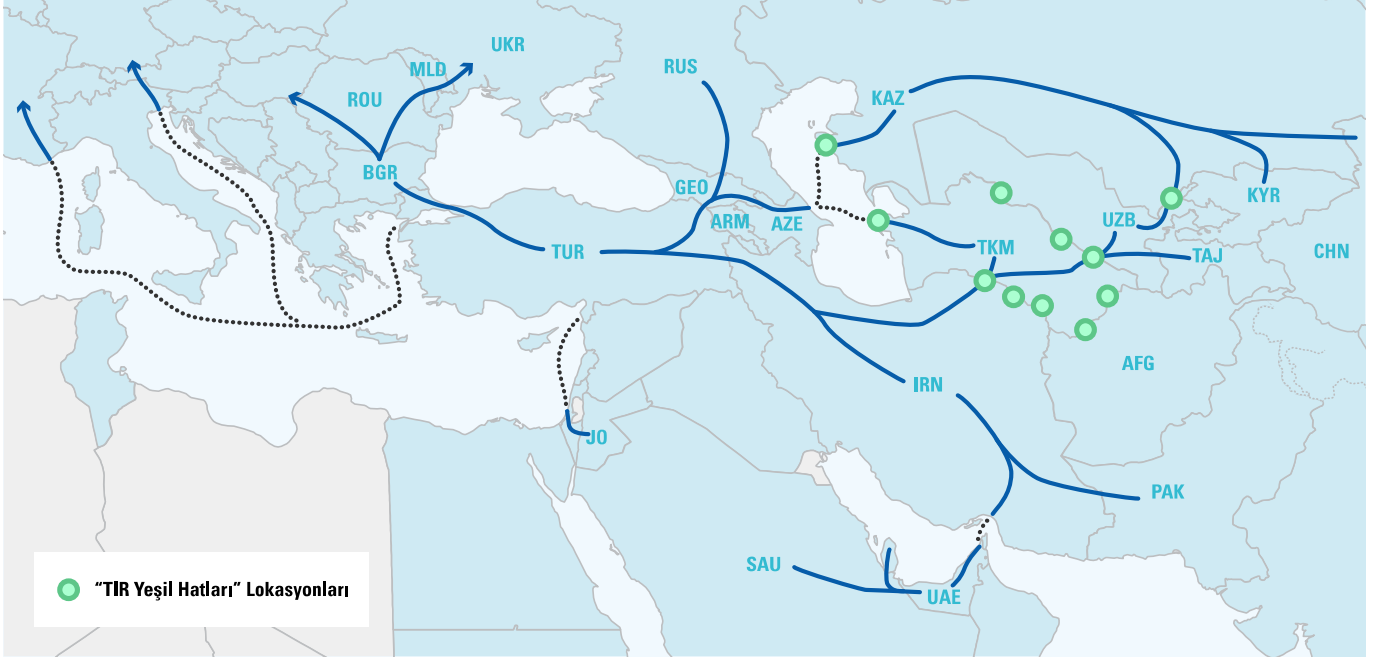 UKR
RUS
MLD
ROU
KAZ
BGR
GEO
KYR
ARM
AZE
UZB
TUR
TKM
TAJ
CHN
AFG
IRN
JO
PAK
SAU
UAE
“TIR Yeşil Hatları” Lokasyonları